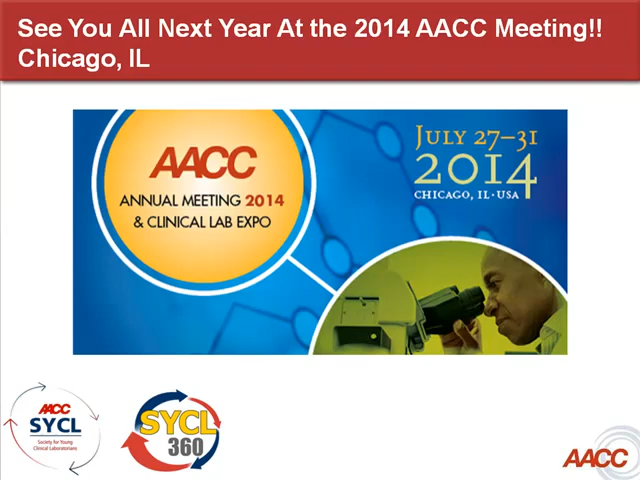 See You All Next Year At the 2014 AACC Meeting!!
Chicago, IL
AACC
ANNUAL MEETING 2014
& CLINICAL LAB EXPO
JULY 27–31
2014
CHICAGO, IL · USA
AACC
SYCL
Society for Young
Clinical Laboratorians
SYCL
360
AACC